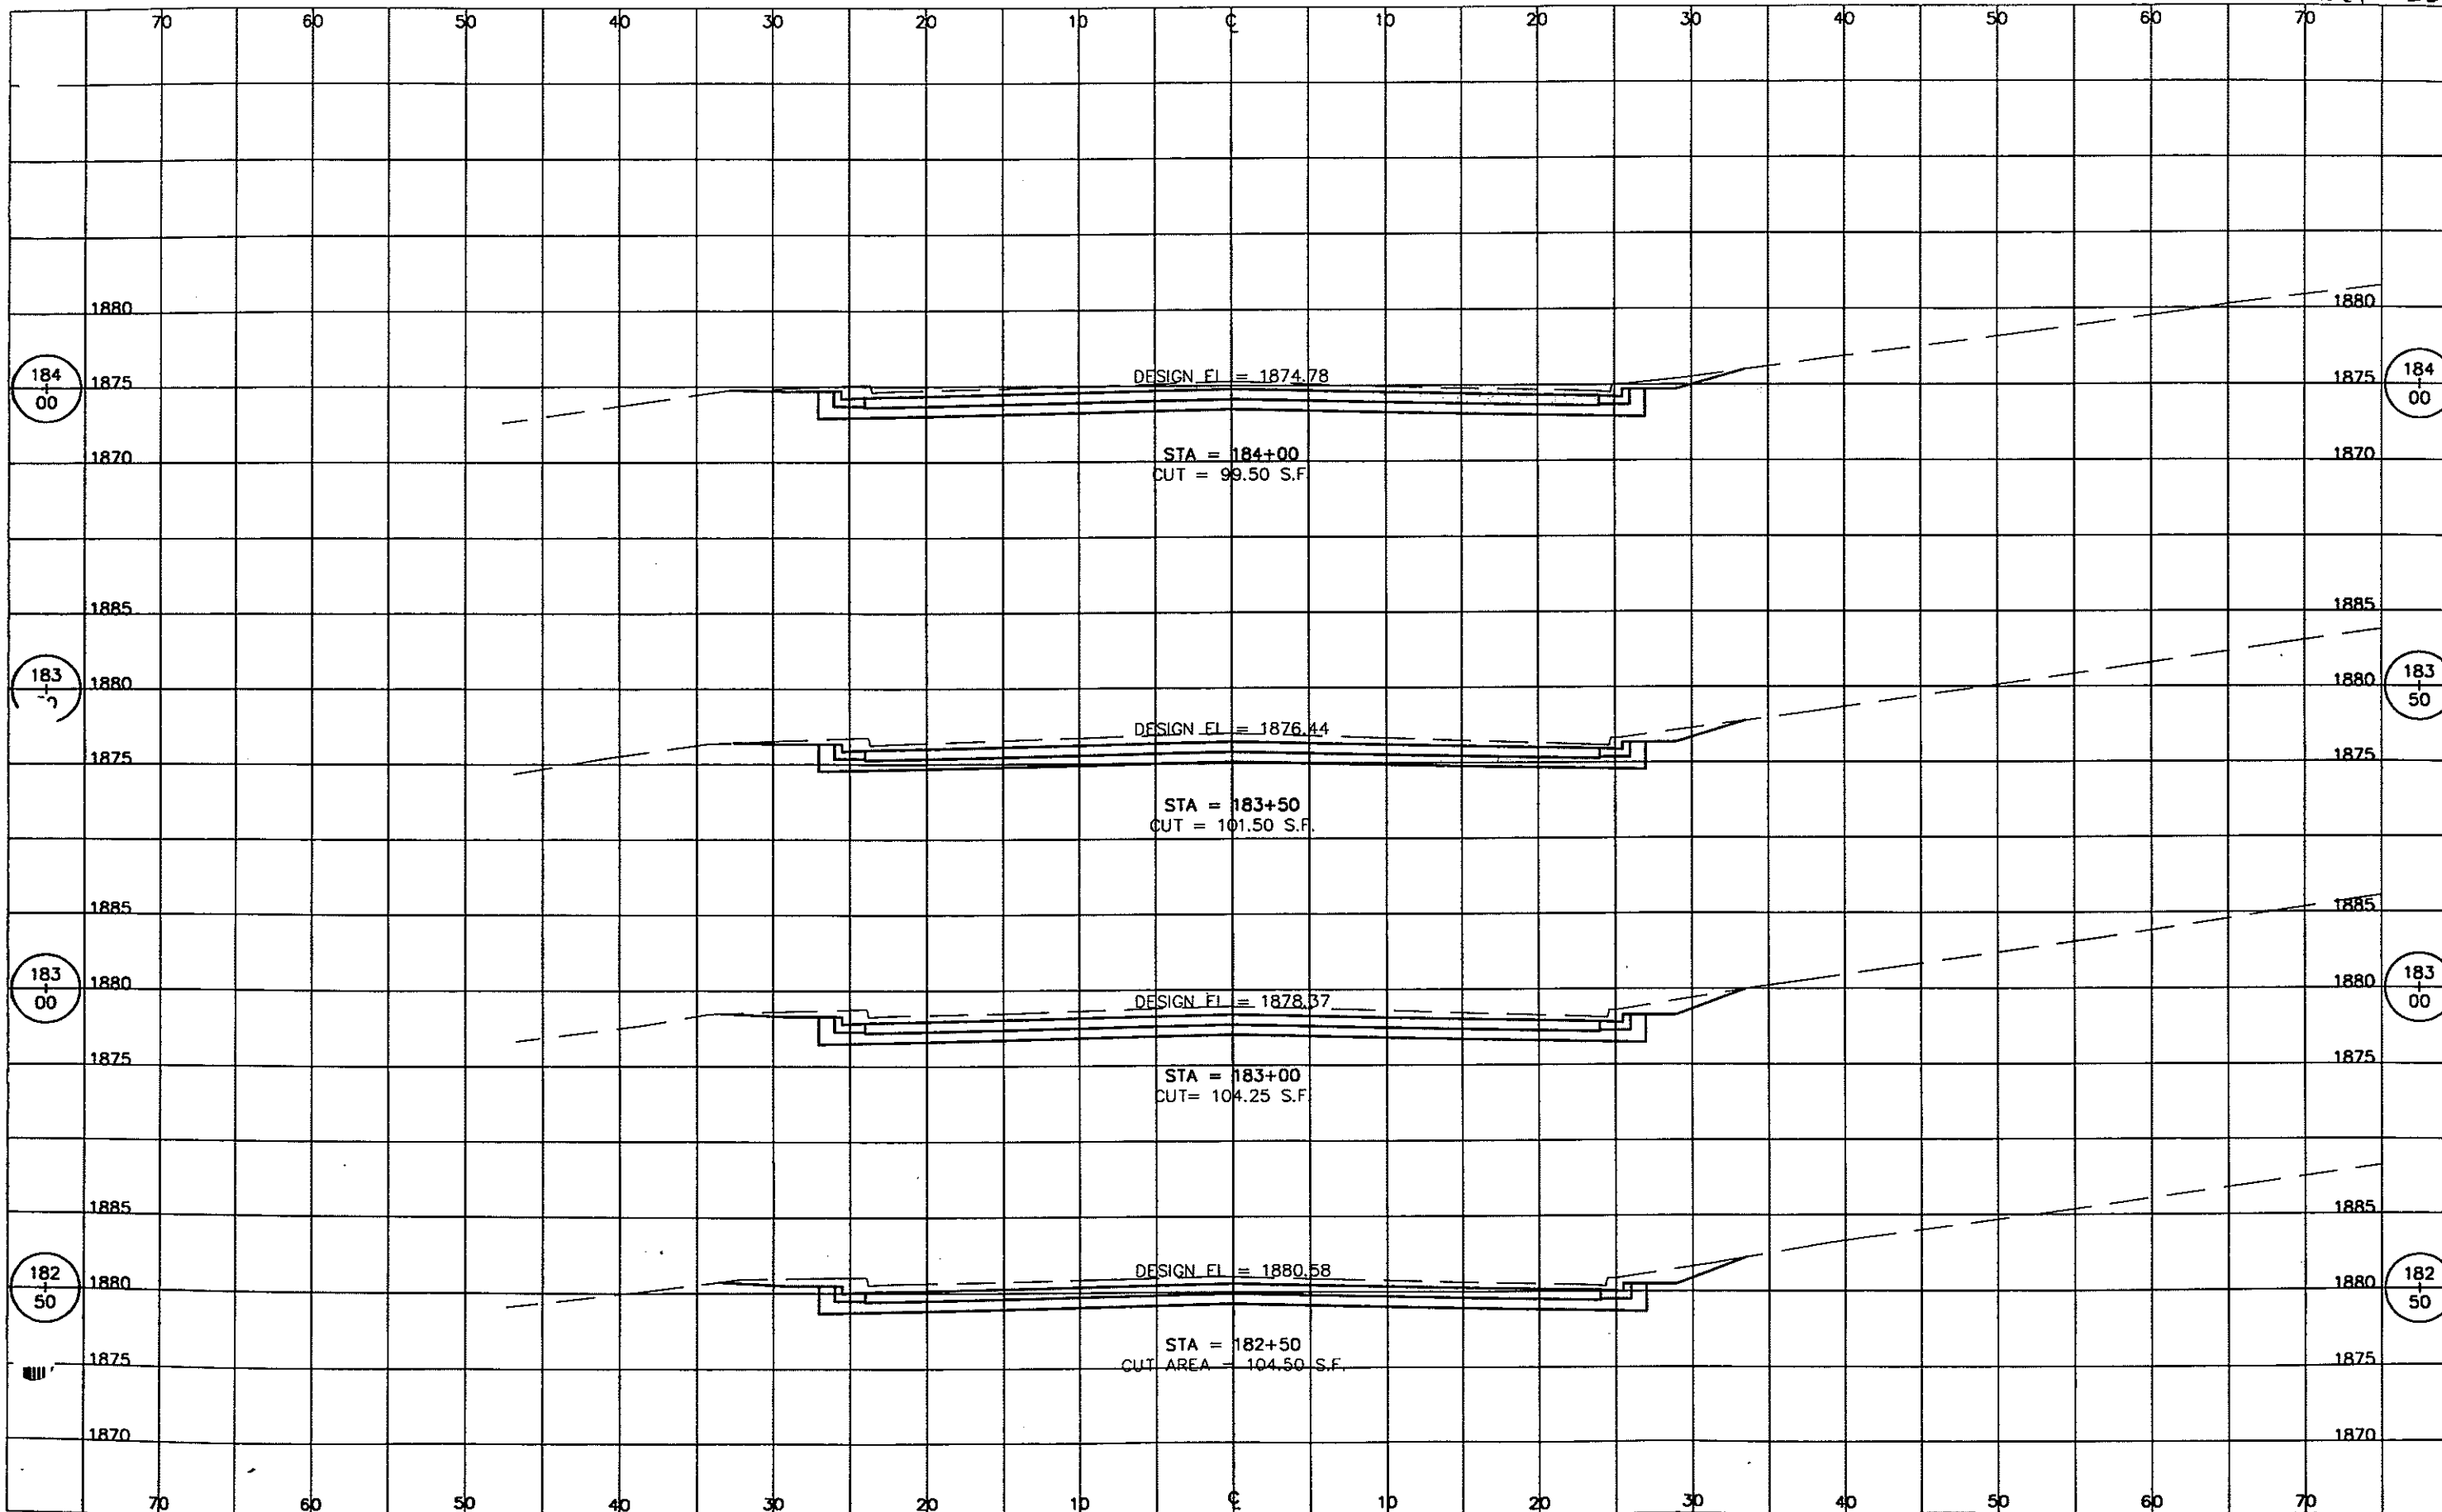 70 60 50 40 30 20 10 ℄ 10 20 30 40 50 60 70
1880 1880
184 00 1875 DESIGN EL = 1874.78 1875 184 00
1870 STA = 184+00 1870
CUT = 99.50 S.F.
1885 1885
183 1880 1880 183 50
DESIGN EL = 1876.44
1875 1875
STA = 183+50
CUT = 101.50 S.F.
1885 1885
183 00 1880 1880 183 00
DESIGN EL = 1878.37
1875 1875
STA = 183+00
CUT= 104.25 S.F.
1885 1885
DESIGN EL = 1880.58
182 50 1880 1880 182 50
STA = 182+50
1875 CUT AREA = 104.50 S.F. 1875
1870 1870
70 60 50 40 30 20 10 ℄ 10 20 30 40 50 60 70